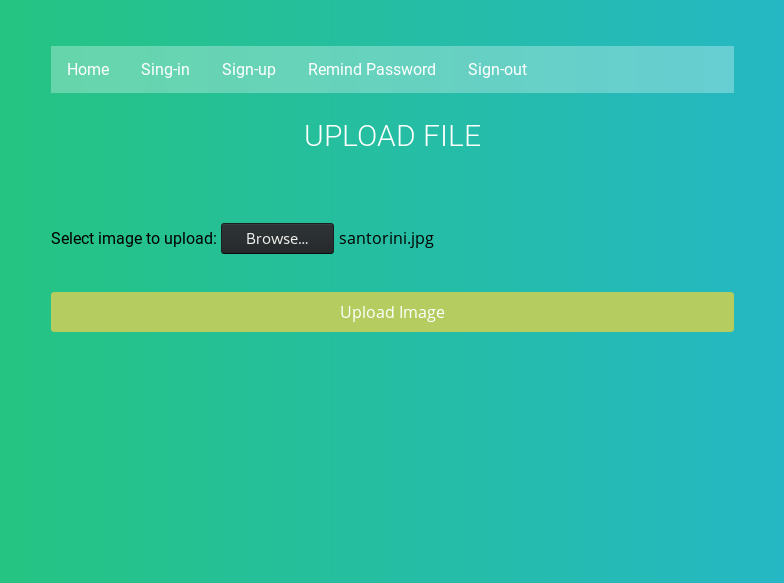 Home Sing-in Sign-up Remind Password Sign-out
UPLOAD FILE
Select image to upload: Browse... santorini.jpg
Upload Image